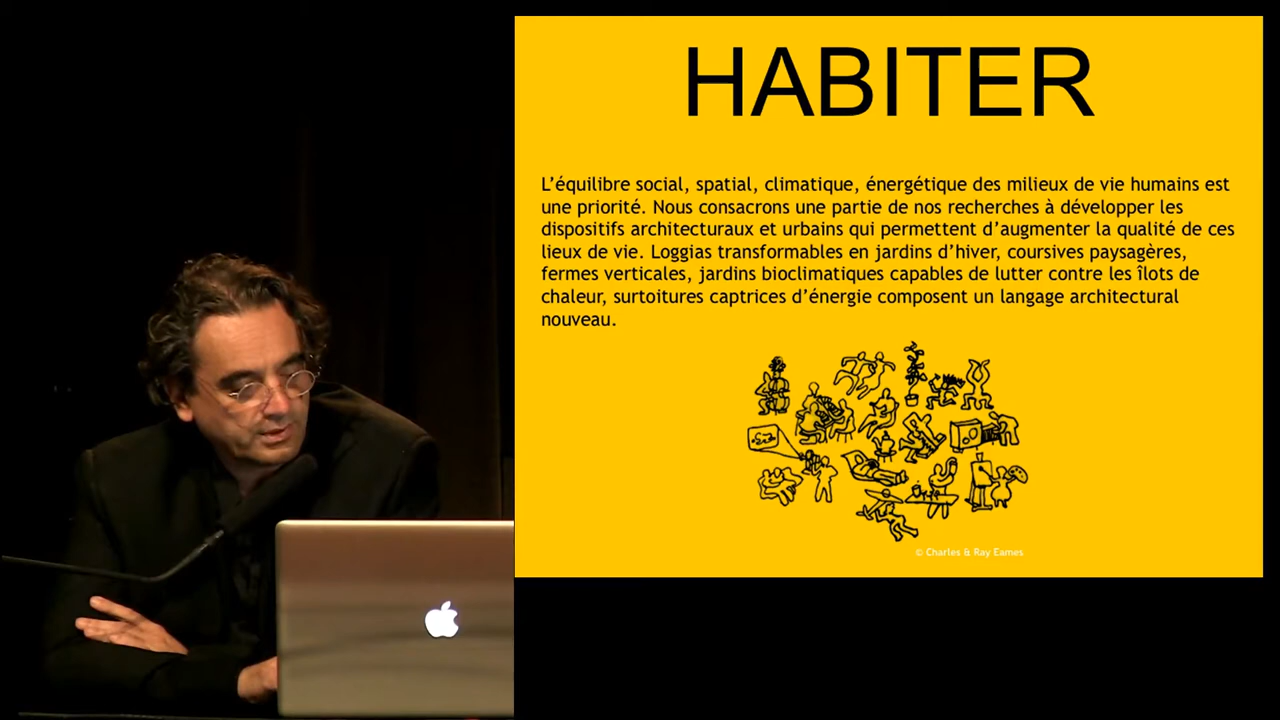 HABITER
L’équilibre social, spatial, climatique, énergétique des milieux de vie humains est
une priorité. Nous consacrons une partie de nos recherches à développer les
dispositifs architecturaux et urbains qui permettent d’augmenter la qualité de ces
lieux de vie. Loggias transformables en jardins d’hiver, coursives paysagères,
fermes verticales, jardins bioclimatiques capables de lutter contre les îlots de
chaleur, surtoitures captrices d’énergie composent un langage architectural
nouveau.
© Charles & Ray Eames